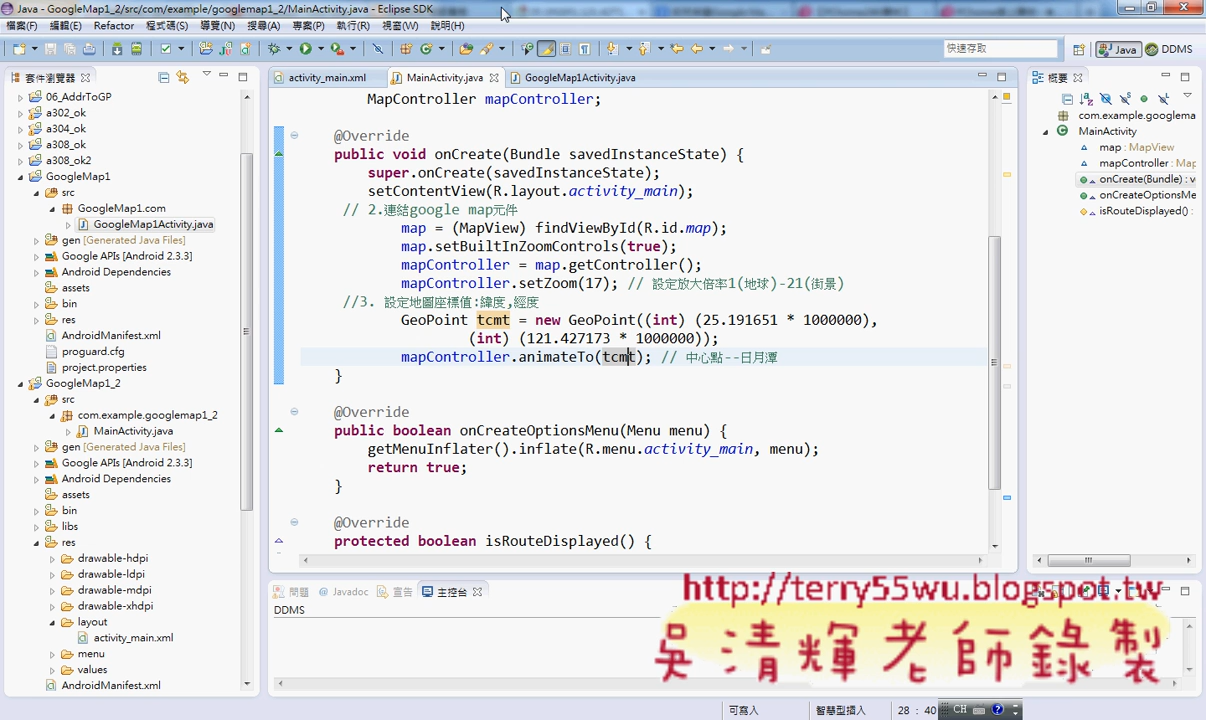 Java - GoogleMap1_2/src/com/example/googlemap1_2/MainActivity.java - Eclipse SDK
檔案(F) 編輯(E) Refactor 程式碼(S) 導覽(N) 搜尋(A) 專案(P) 執行(R) 視窗(W) 說明(H)
快速存取 Java DDMS
套件瀏覽器
06_AddrToGP
a302_ok
a304_ok
a308_ok
a308_ok2
GoogleMap1
src
GoogleMap1.com
GoogleMap1Activity.java
gen [Generated Java Files]
Google APIs [Android 2.3.3]
Android Dependencies
assets
bin
res
AndroidManifest.xml
proguard.cfg
project.properties
GoogleMap1_2
src
com.example.googlemap1_2
MainActivity.java
gen [Generated Java Files]
Google APIs [Android 2.3.3]
Android Dependencies
assets
bin
libs
res
drawable-hdpi
drawable-ldpi
drawable-mdpi
drawable-xhdpi
layout
activity_main.xml
menu
values
AndroidManifest.xml
activity_main.xml MainActivity.java GoogleMap1Activity.java
MapController mapController;
@Override
public void onCreate(Bundle savedInstanceState) {
super.onCreate(savedInstanceState);
setContentView(R.layout.activity_main);
// 2.連結google map元件
map = (MapView) findViewById(R.id.map);
map.setBuiltInZoomControls(true);
mapController = map.getController();
mapController.setZoom(17); // 設定放大倍率1(地球)-21(街景)
//3. 設定地圖座標值:緯度,經度
GeoPoint tcmt = new GeoPoint((int) (25.191651 * 1000000),
(int) (121.427173 * 1000000));
mapController.animateTo(tcmt); // 中心點--日月潭
}
@Override
public boolean onCreateOptionsMenu(Menu menu) {
getMenuInflater().inflate(R.menu.activity_main, menu);
return true;
}
@Override
protected boolean isRouteDisplayed() {
概要
com.example.googlema
MainActivity
map : MapView
mapController : Map
onCreate(Bundle) : v
onCreateOptionsMe
isRouteDisplayed() :
問題 @ Javadoc 宣告 主控台
DDMS
http://terry55wu.blogspot.tw
吳清輝老師錄製
可寫入 智慧型插入 28 : 40 CH